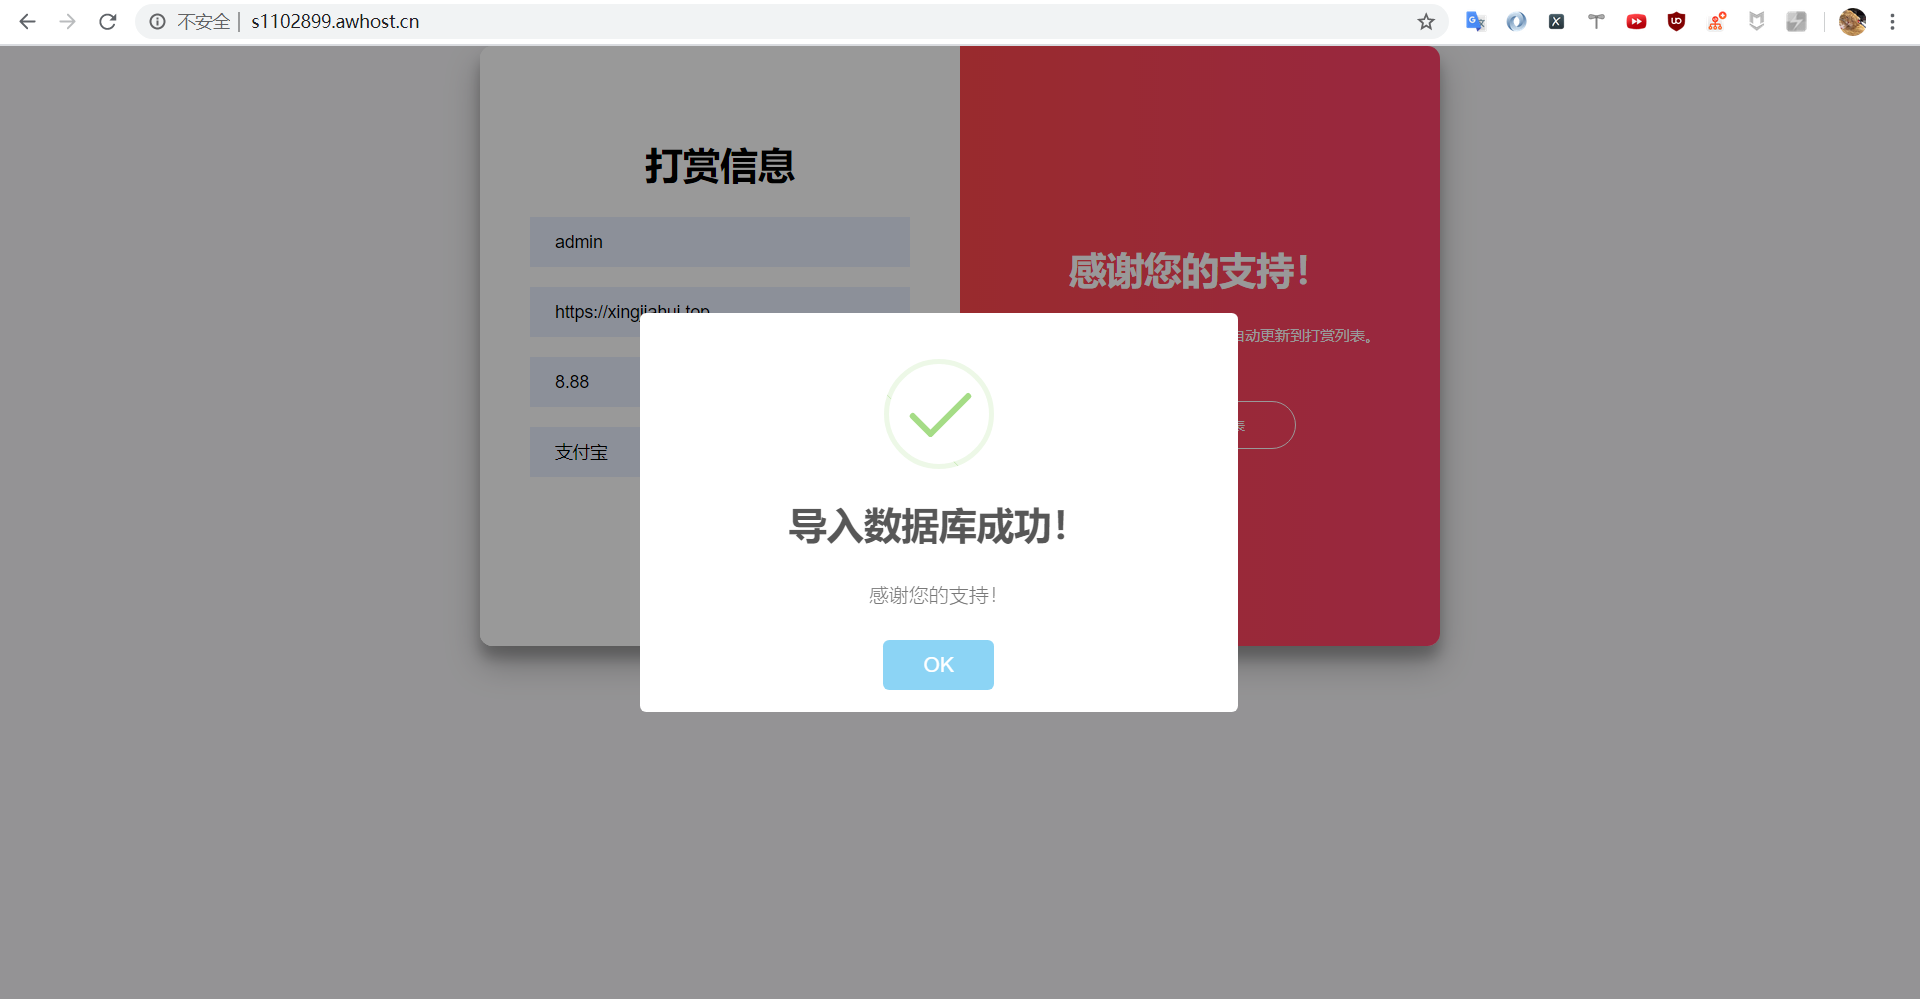 不安全 | s1102899.awhost.cn
打赏信息
admin
https://xingjiahui.top
8.88
支付宝
感谢您的支持！
自动更新到打赏列表。
表
导入数据库成功！
感谢您的支持！
OK